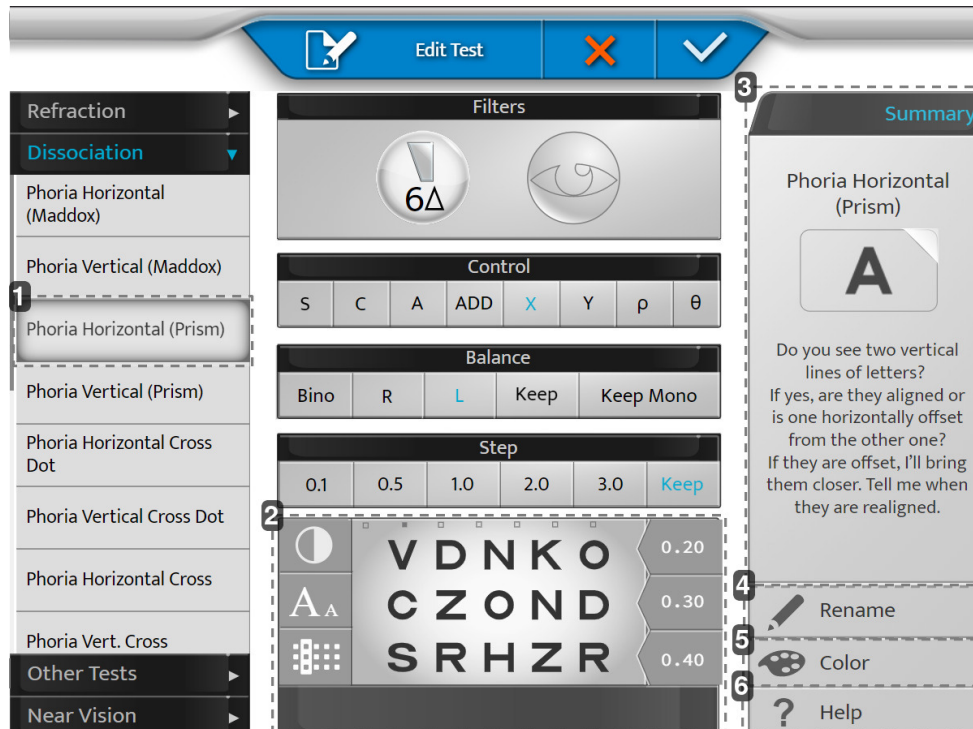 Edit Test
3
Refraction
Dissociation
Phoria Horizontal
(Maddox)
Phoria Vertical (Maddox)
1
Phoria Horizontal (Prism)
Phoria Vertical (Prism)
Phoria Horizontal Cross
Dot
Phoria Vertical Cross Dot
Phoria Horizontal Cross
Phoria Vert. Cross
Other Tests
Near Vision
Filters
6Δ
Control
S C A ADD X Y ρ θ
Balance
Bino R L Keep Keep Mono
Step
0.1 0.5 1.0 2.0 3.0 Keep
2
A A
V D N K O 0.20
C Z O N D 0.30
S R H Z R 0.40
Summary
Phoria Horizontal
(Prism)
A
Do you see two vertical
lines of letters?
If yes, are they aligned or
is one horizontally offset
from the other one?
If they are offset, I'll bring
them closer. Tell me when
they are realigned.
4
Rename
5
Color
6
? Help